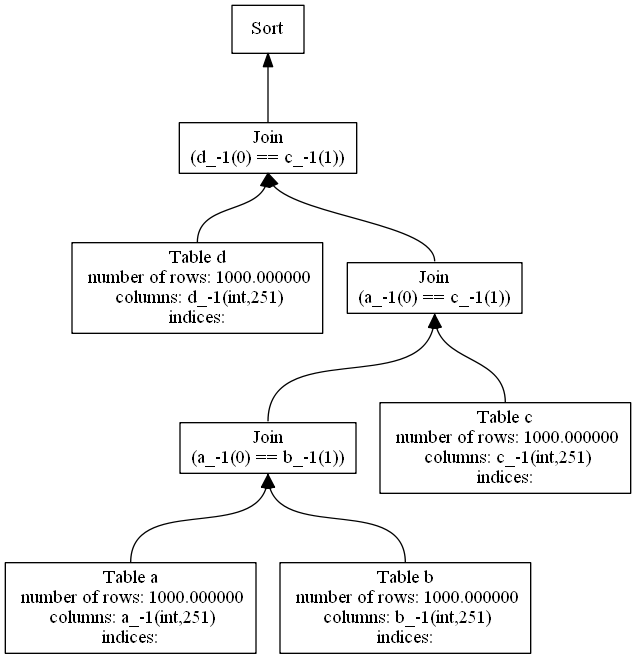 Sort
Join
(d_-1(0) == c_-1(1))
Table d
number of rows: 1000.000000
columns: d_-1(int,251)
indices:
Join
(a_-1(0) == c_-1(1))
Join
(a_-1(0) == b_-1(1))
Table c
number of rows: 1000.000000
columns: c_-1(int,251)
indices:
Table a
number of rows: 1000.000000
columns: a_-1(int,251)
indices:
Table b
number of rows: 1000.000000
columns: b_-1(int,251)
indices: